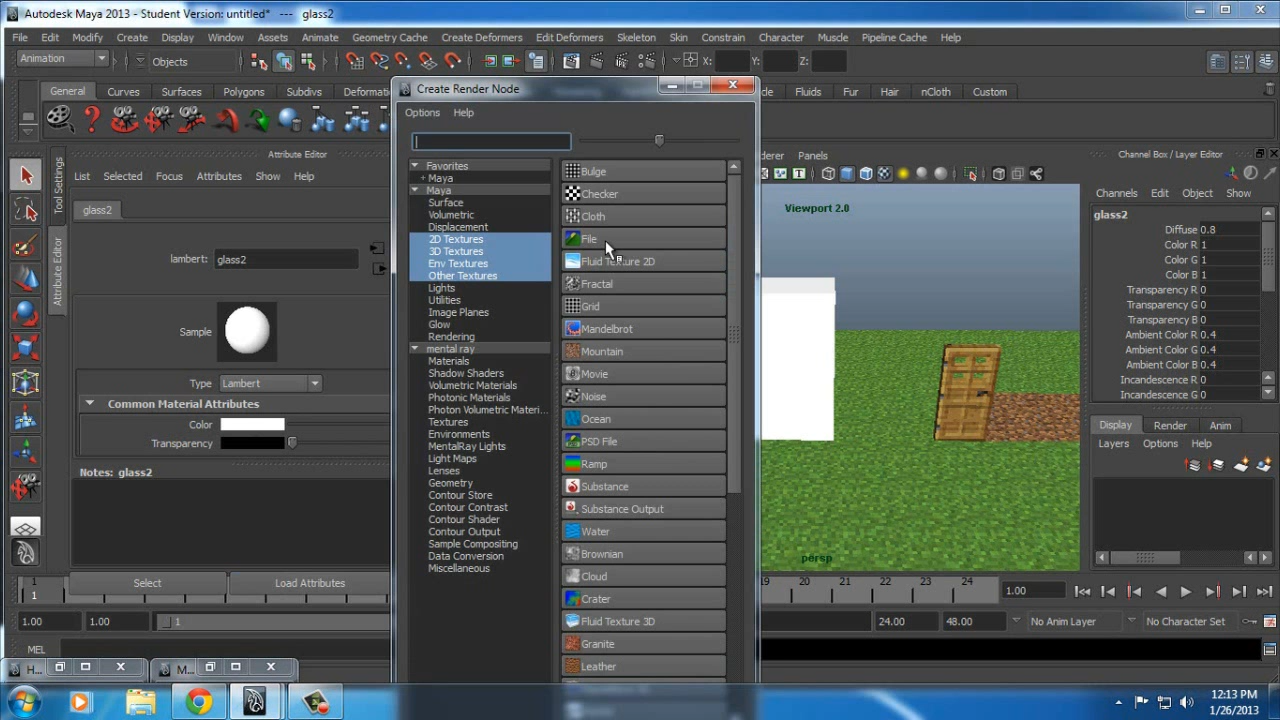 Autodesk Maya 2013 - Student Version: untitled* --- glass2
File Edit Modify Create Display Window Assets Animate Geometry Cache Create Deformers Edit Deformers Skeleton Skin Constrain Character Muscle Pipeline Cache Help
Animation Objects X: Y: Z:
General Curves Surfaces Polygons Subdivs Fluids Fur Hair nCloth Custom
Create Render Node
Options Help
Attribute Editor
List Selected Focus Attributes Show Help
glass2
lambert: glass2
Sample
Type Lambert
Common Material Attributes
Color
Transparency
Notes: glass2
Select Load Attributes
Tool Settings
Attribute Editor
Favorites
+ Maya
Maya
Surface
Volumetric
Displacement
2D Textures
3D Textures
Env Textures
Other Textures
Lights
Utilities
Image Planes
Glow
Rendering
mental ray
Materials
Shadow Shaders
Volumetric Materials
Photonic Materials
Photon Volumetric Materi...
Textures
Environments
MentalRay Lights
Light Maps
Lenses
Geometry
Contour Store
Contour Contrast
Contour Shader
Contour Output
Sample Compositing
Data Conversion
Miscellaneous
Bulge
Checker
Cloth
File
Fluid Texture 2D
Fractal
Grid
Mandelbrot
Mountain
Movie
Noise
Ocean
PSD File
Ramp
Substance
Substance Output
Water
Brownian
Cloud
Crater
Fluid Texture 3D
Granite
Leather
Panels
Viewport 2.0
persp
Channel Box / Layer Editor
Channels Edit Object Show
glass2
Diffuse 0.8
Color R 1
Color G 1
Color B 1
Transparency R 0
Transparency G 0
Transparency B 0
Ambient Color R 0.4
Ambient Color G 0.4
Ambient Color B 0.4
Incandescence R 0
Incandescence G 0
Display Render Anim
Layers Options Help
1 19 20 21 22 23 24 1.00
1
1.00 1.00 1 24.00 48.00 No Anim Layer No Character Set
MEL
H... M...
12:13 PM
1/26/2013